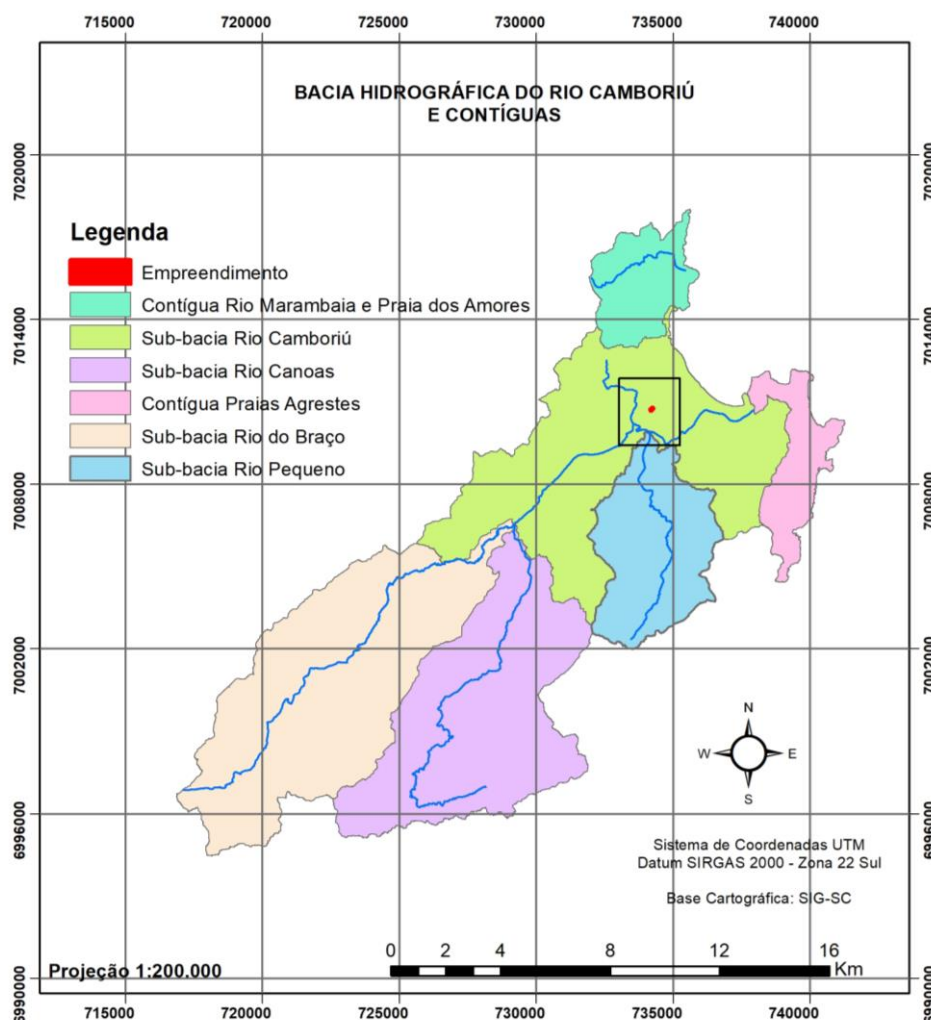 715000 720000 725000 730000 735000 740000
BACIA HIDROGRÁFICA DO RIO CAMBORIÚ
E CONTÍGUAS
7020000 7020000
Legenda
Empreendimento
Contígua Rio Marambaia e Praia dos Amores
7014000 7014000
Sub-bacia Rio Camboriú
Sub-bacia Rio Canoas
Contígua Praias Agrestes
Sub-bacia Rio do Braço
Sub-bacia Rio Pequeno
7008000 7008000
7002000 7002000
N
W E
S
6996000 6996000
Sistema de Coordenadas UTM
Datum SIRGAS 2000 - Zona 22 Sul
Base Cartográfica: SIG-SC
0 2 4 8 12 16
Km
Projeção 1:200.000
6990000 6990000
715000 720000 725000 730000 735000 740000